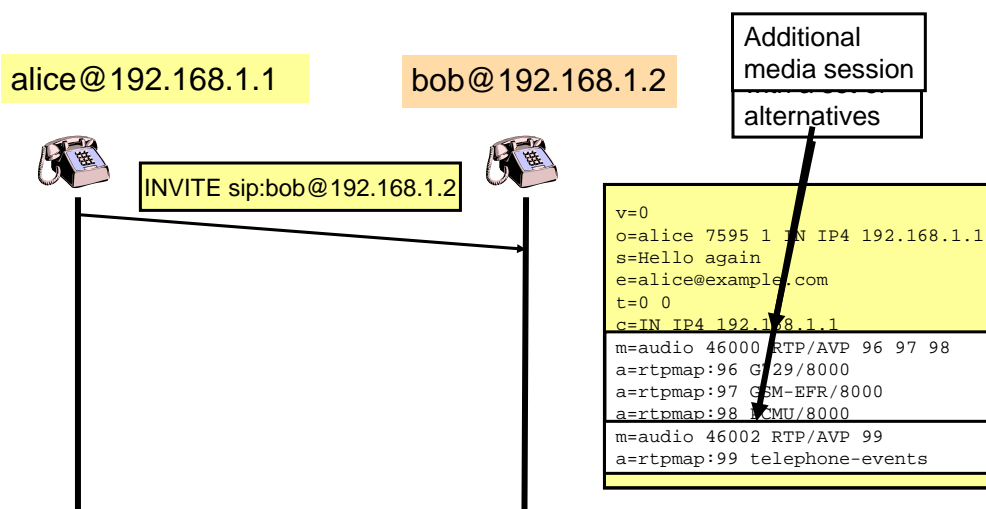 alice@192.168.1.1
bob@192.168.1.2
Additional
media session
alternatives
INVITE sip:bob@192.168.1.2
v=0
o=alice 7595 1 IN IP4 192.168.1.1
s=Hello again
e=alice@example.com
t=0 0
c=IN IP4 192.168.1.1
m=audio 46000 RTP/AVP 96 97 98
a=rtpmap:96 G729/8000
a=rtpmap:97 GSM-EFR/8000
a=rtpmap:98 PCMU/8000
m=audio 46002 RTP/AVP 99
a=rtpmap:99 telephone-events